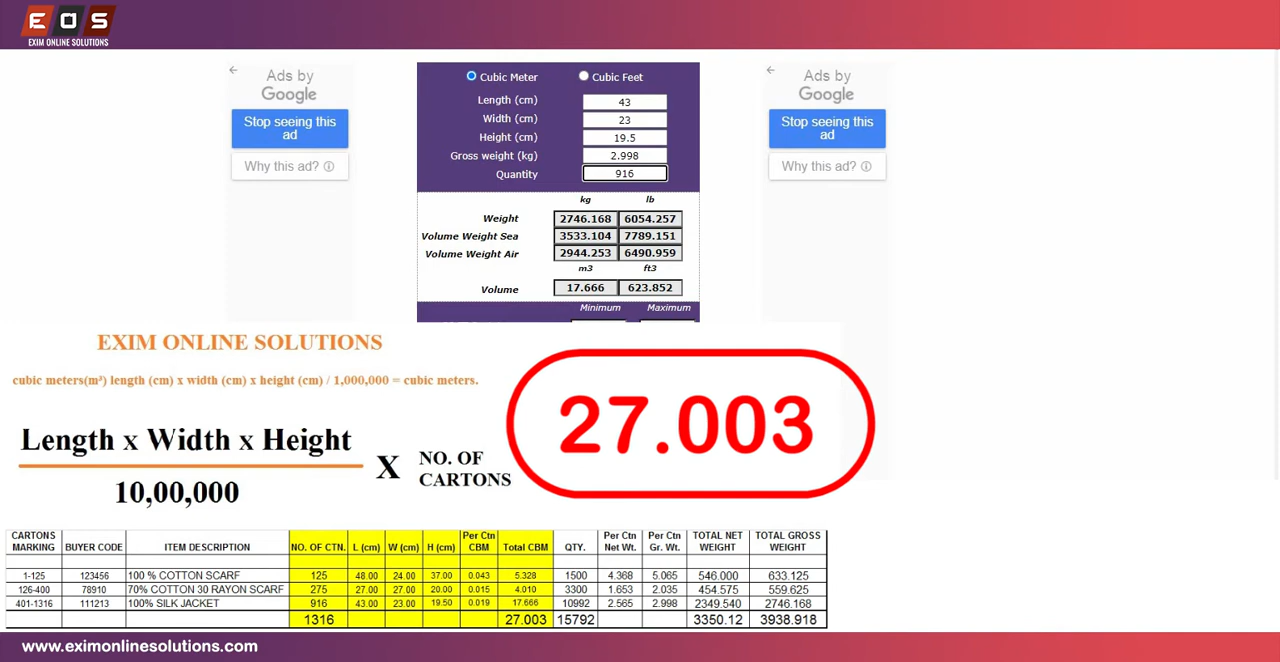 EOS
EXIM ONLINE SOLUTIONS
Ads by
Google
Stop seeing this
ad
Why this ad?
Cubic Meter Cubic Feet
Length (cm) 43
Width (cm) 23
Height (cm) 19.5
Gross weight (kg) 2.998
Quantity 916
kg lb
Weight 2746.168 6054.257
Volume Weight Sea 3533.104 7789.151
Volume Weight Air 2944.253 6490.959
m3 ft3
Volume 17.666 623.852
Minimum Maximum
Ads by
Google
Stop seeing this
ad
Why this ad?
EXIM ONLINE SOLUTIONS
cubic meters(m³) length (cm) x width (cm) x height (cm) / 1,000,000 = cubic meters.
Length x Width x Height
10,00,000
X NO. OF
CARTONS
27.003
CARTONS MARKING BUYER CODE ITEM DESCRIPTION NO. OF CTN. L (cm) W (cm) H (cm) Per Ctn CBM Total CBM QTY. Per Ctn Net Wt. Per Ctn Gr. Wt. TOTAL NET WEIGHT TOTAL GROSS WEIGHT
1-125 123456 100 % COTTON SCARF 125 48.00 24.00 37.00 0.043 5.328 1500 4.368 5.065 546.000 633.125
126-400 78910 70% COTTON 30 RAYON SCARF 275 27.00 27.00 20.00 0.015 4.010 3300 1.653 2.035 454.575 559.625
401-1316 111213 100% SILK JACKET 916 43.00 23.00 19.50 0.019 17.666 10992 2.565 2.998 2349.540 2746.168
1316 27.003 15792 3350.12 3938.918
www.eximonlinesolutions.com